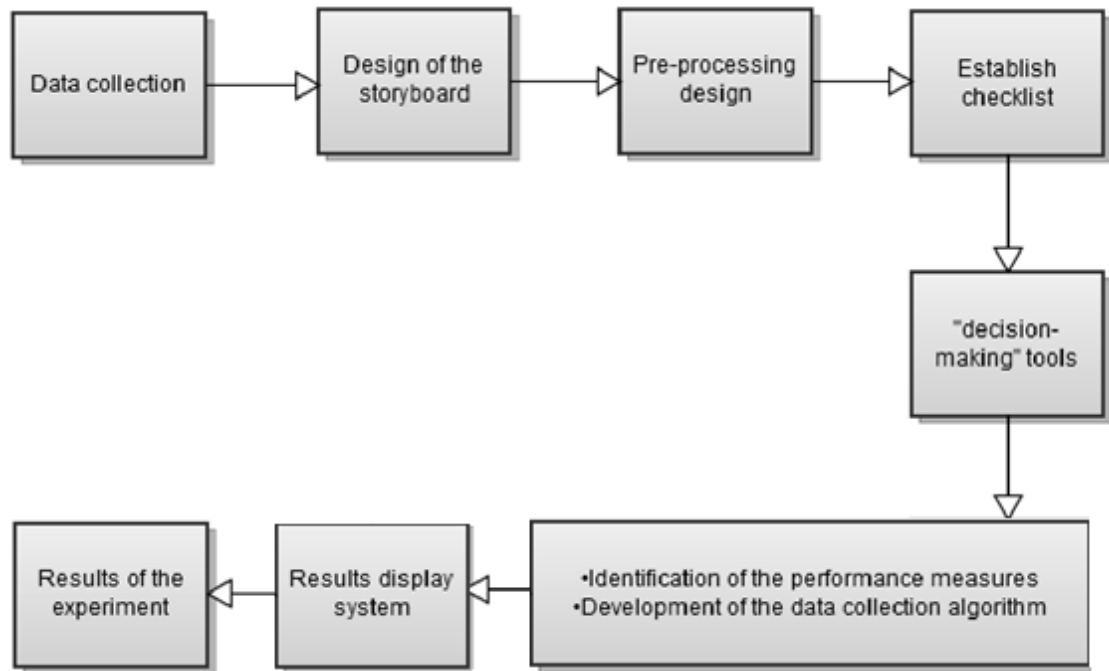 Data collection
Design of the
storyboard
Pre-processing
design
Establish
checklist
"decision-
making" tools
•Identification of the performance measures
•Development of the data collection algorithm
Results display
system
Results of the
experiment